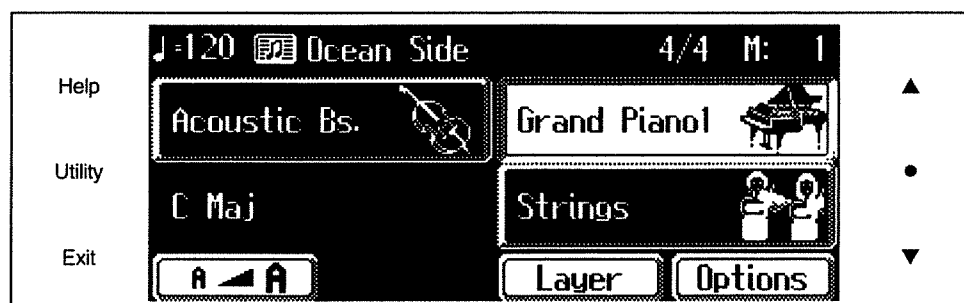 ♩=120 Ocean Side 4/4 M: 1
Help
Acoustic Bs. Grand Piano1 ▲
Utility
C Maj Strings ●
Exit
A A Layer Options ▼